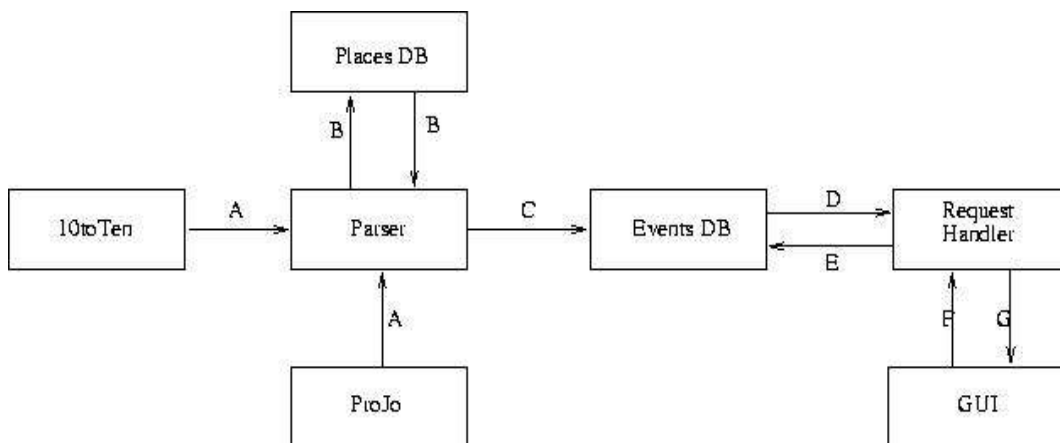 Places DB
B
B
10toTen
A
Parser
C
Events DB
D
E
Request
Handler
A
F
G
ProJo
GUI